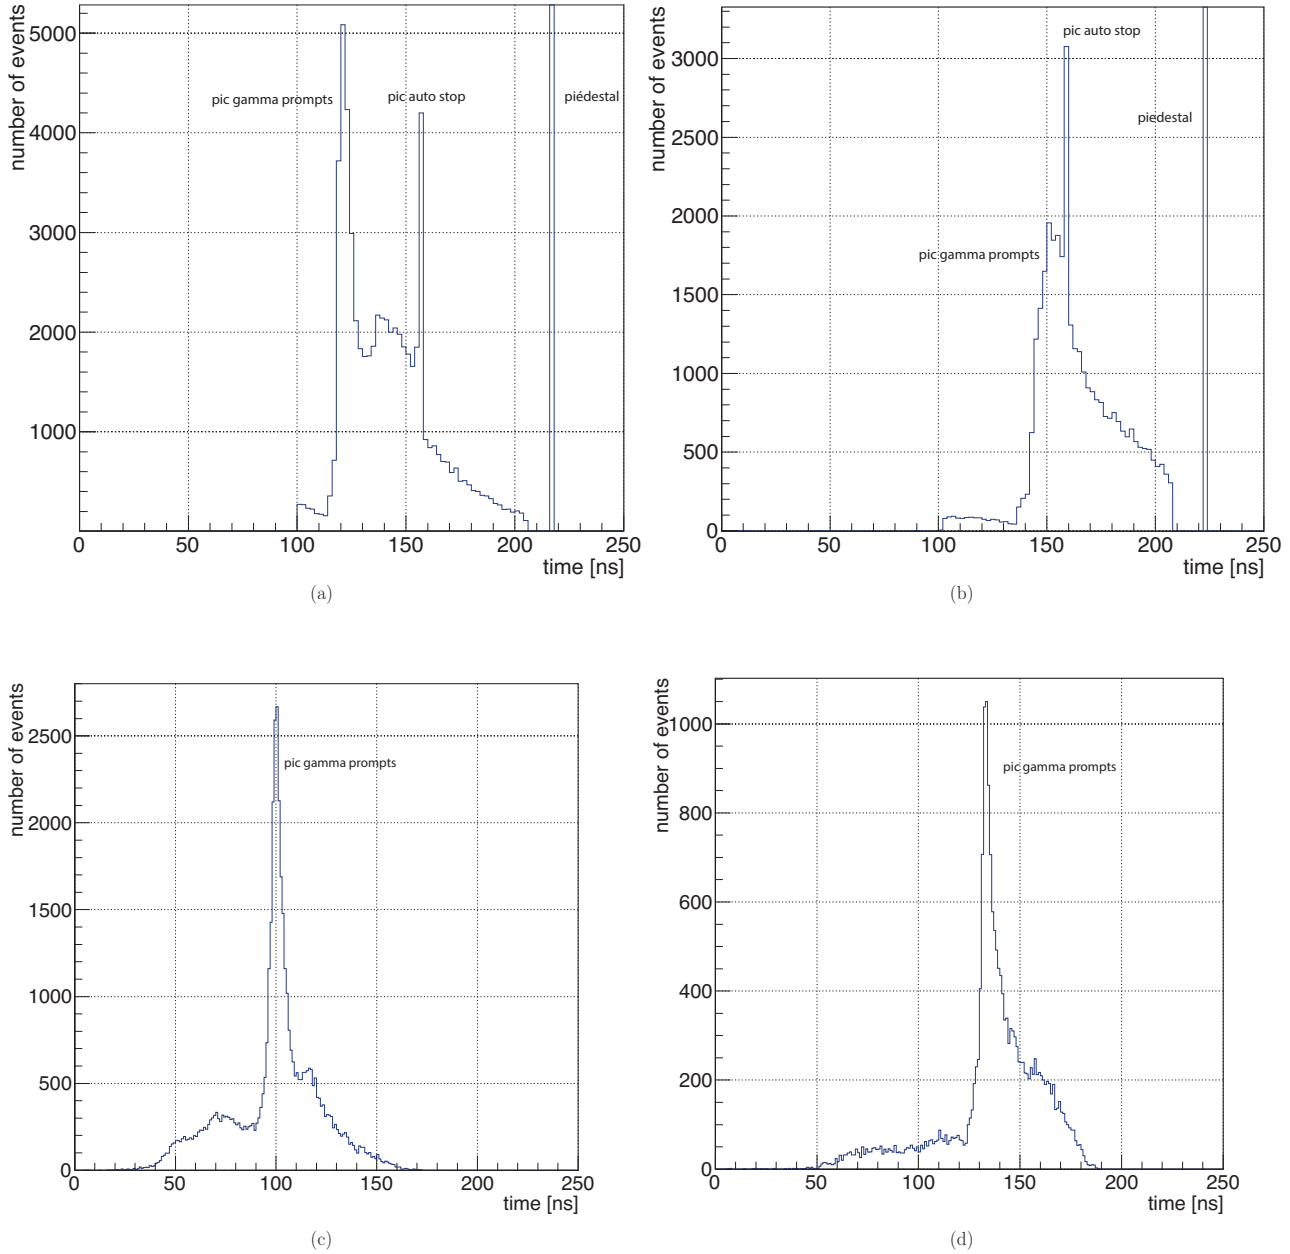 number of events
5000
4000
3000
2000
1000
0
50
100
150
200
250
time [ns]
pic gamma prompts
pic auto stop
piédestal
(a)
number of events
3000
2500
2000
1500
1000
500
0
0
50
100
150
200
250
time [ns]
pic auto stop
piedestal
pic gamma prompts
(b)
number of events
2500
2000
1500
1000
500
0
0
50
100
150
200
250
time [ns]
pic gamma prompts
(c)
number of events
1000
800
600
400
200
0
0
50
100
150
200
250
time [ns]
pic gamma prompts
(d)